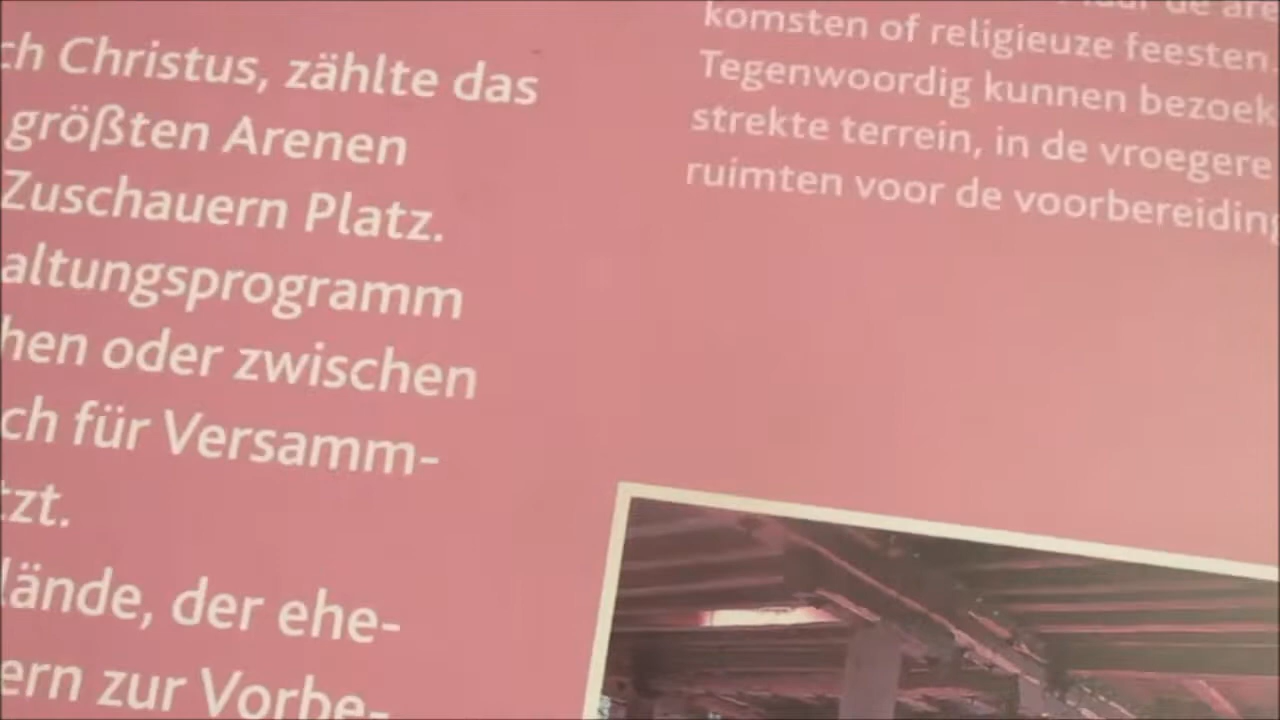 ch Christus, zählte das
größten Arenen
Zuschauern Platz.
altungsprogramm
hen oder zwischen
ch für Versamm-
tzt.
lände, der ehe-
ern zur Vorbe-
de are
komsten of religieuze feesten.
Tegenwoordig kunnen bezoek
strekte terrein, in de vroegere
ruimten voor de voorbereiding